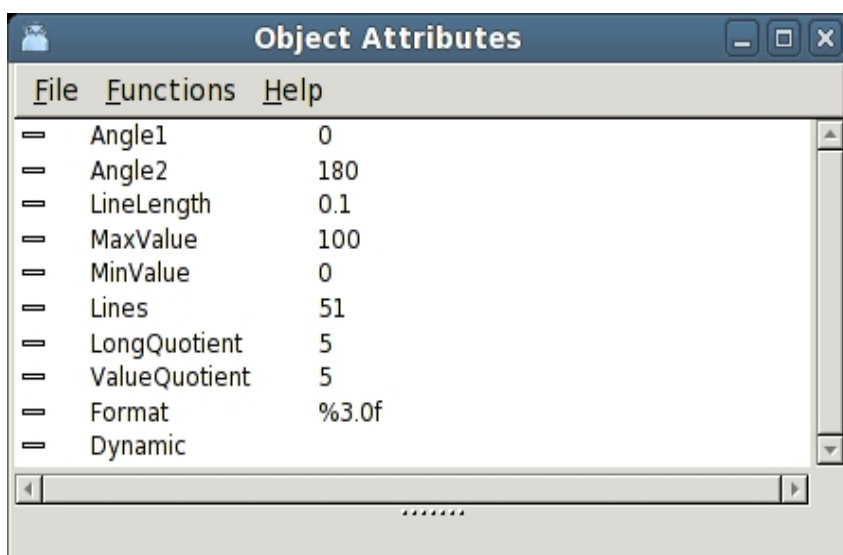 Object Attributes
File Functions Help
Angle1 0
Angle2 180
LineLength 0.1
MaxValue 100
MinValue 0
Lines 51
LongQuotient 5
ValueQuotient 5
Format %3.0f
Dynamic